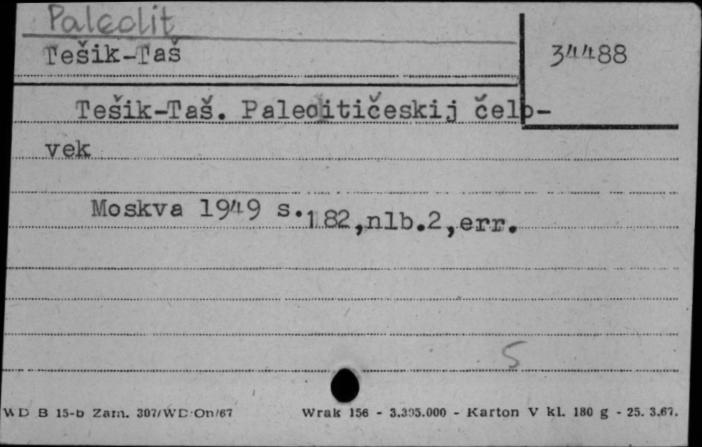 Paleolit
Tešik-Taš
34488
Tešik-Taš. Paleoitičeskij čelo-
vek
Moskva 1949 s.182,nlb.2,err.
S
WD B 15-b Zam. 307/WD-On/67 Wrak 156 - 3.395.000 - Karton V kl. 180 g - 25. 3.67.